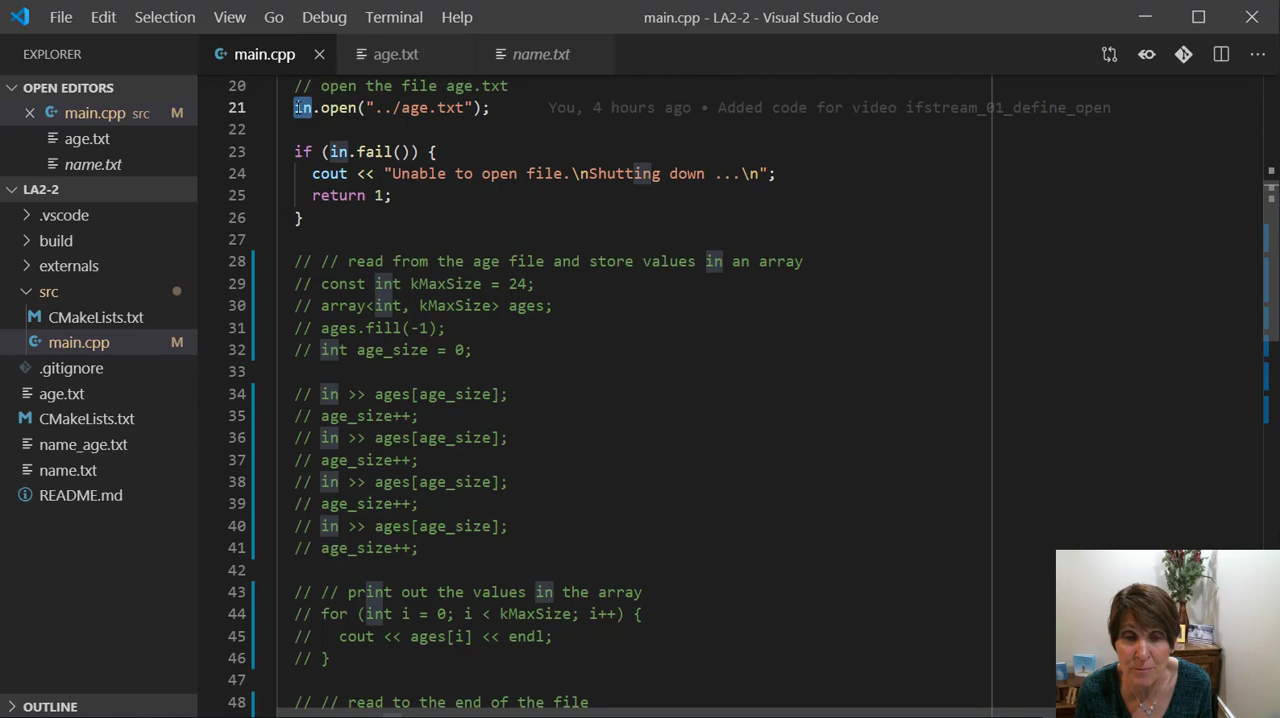 File Edit Selection View Go Debug Terminal Help main.cpp - LA2-2 - Visual Studio Code
EXPLORER main.cpp age.txt name.txt
OPEN EDITORS
main.cpp src M
age.txt
name.txt
LA2-2
.vscode
build
externals
src
CMakeLists.txt
main.cpp M
.gitignore
age.txt
CMakeLists.txt
name_age.txt
name.txt
README.md
OUTLINE
20 // open the file age.txt
21 in.open("../age.txt"); You, 4 hours ago • Added code for video ifstream_01_define_open
22
23 if (in.fail()) {
24 cout << "Unable to open file.\nShutting down ...\n";
25 return 1;
26 }
27
28 // // read from the age file and store values in an array
29 // const int kMaxSize = 24;
30 // array<int, kMaxSize> ages;
31 // ages.fill(-1);
32 // int age_size = 0;
33
34 // in >> ages[age_size];
35 // age_size++;
36 // in >> ages[age_size];
37 // age_size++;
38 // in >> ages[age_size];
39 // age_size++;
40 // in >> ages[age_size];
41 // age_size++;
42
43 // // print out the values in the array
44 // for (int i = 0; i < kMaxSize; i++) {
45 // cout << ages[i] << endl;
46 // }
47
48 // // read to the end of the file